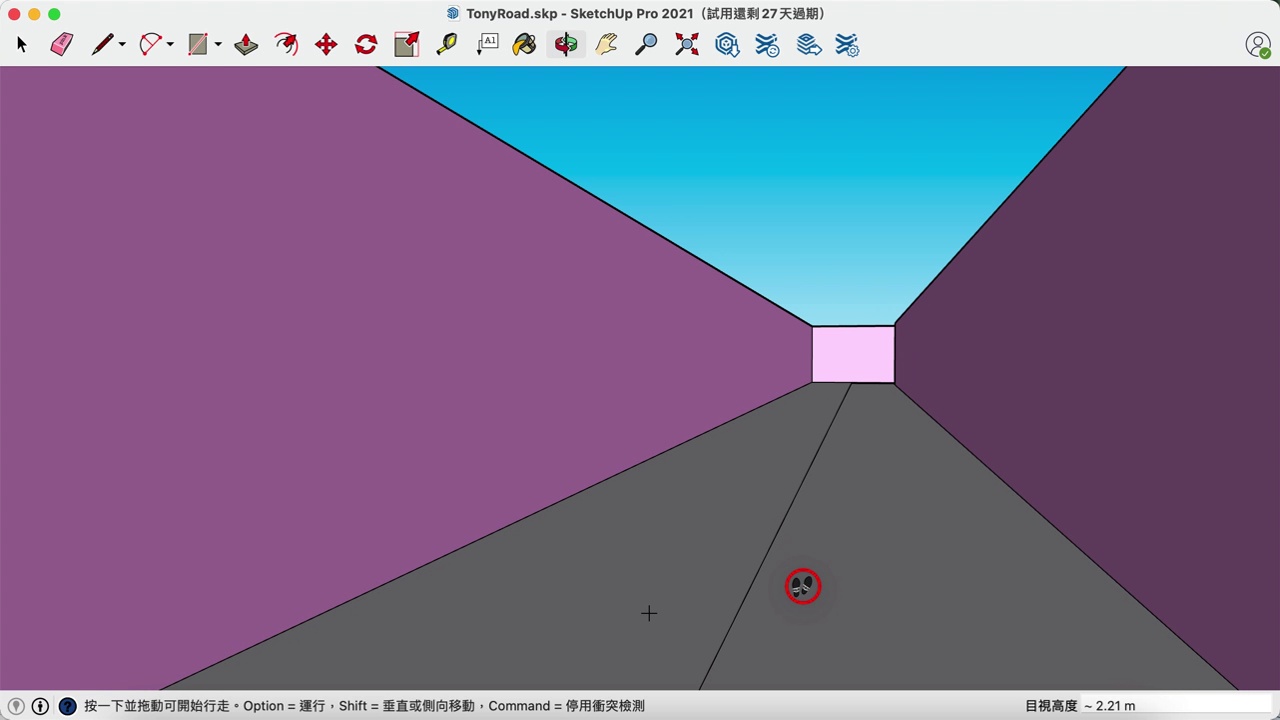 TonyRoad.skp - SketchUp Pro 2021（試用還剩 27 天過期）
A1
按一下並拖動可開始行走。Option = 運行，Shift = 垂直或側向移動，Command = 停用衝突檢測
目視高度
~ 2.21 m